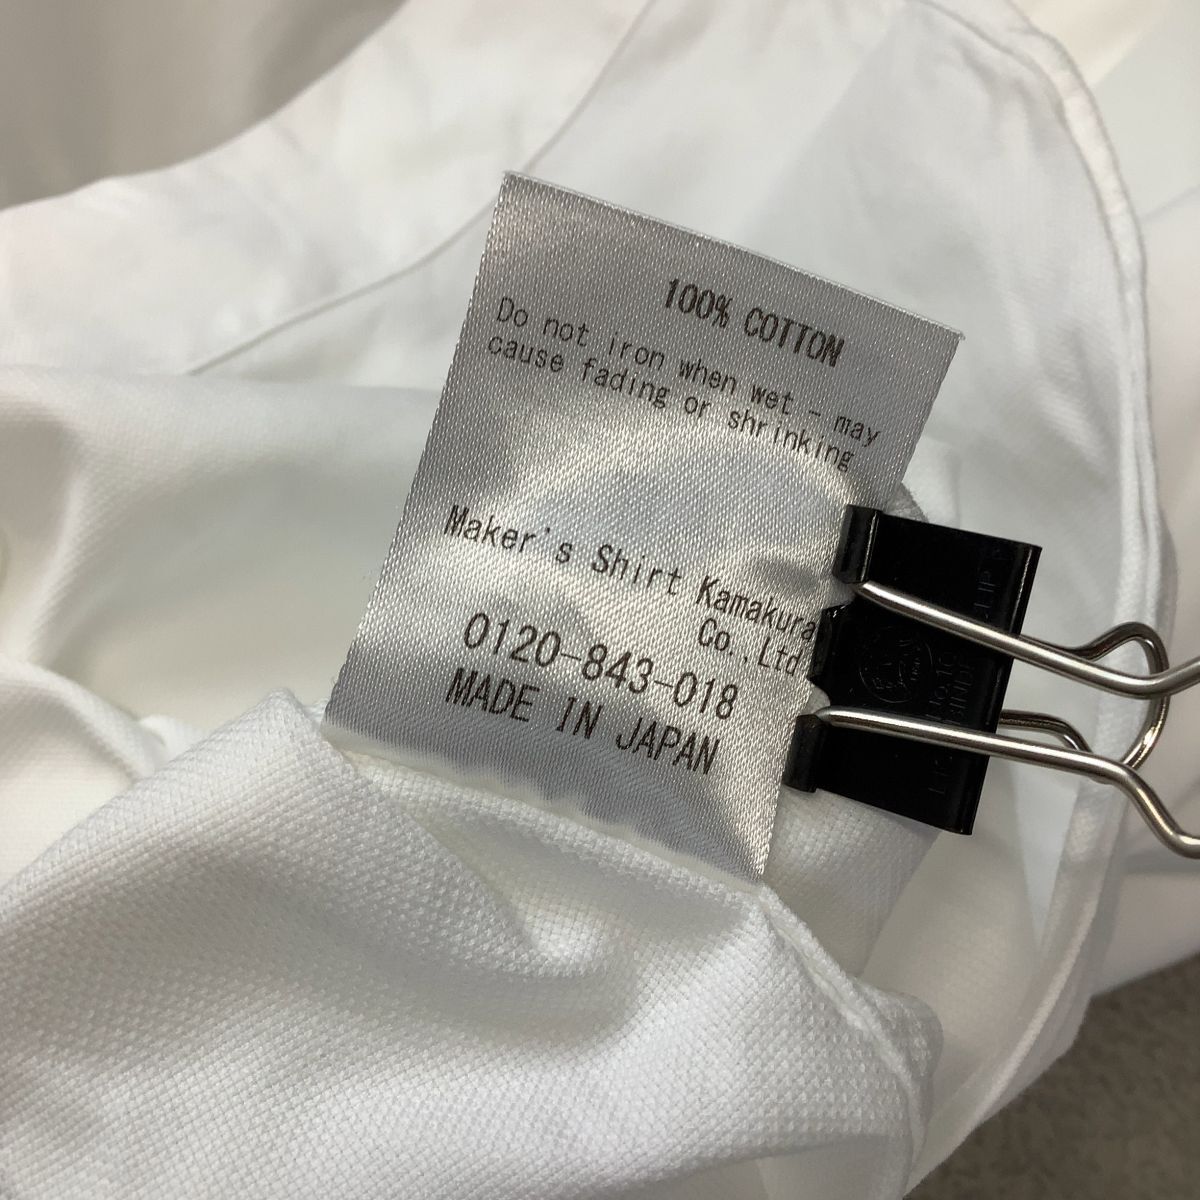 100% COTTON
Do not iron when wet - may
cause fading or shrinking
Maker's Shirt Kamakura
Co.,Ltd.
0120-843-018
MADE IN JAPAN